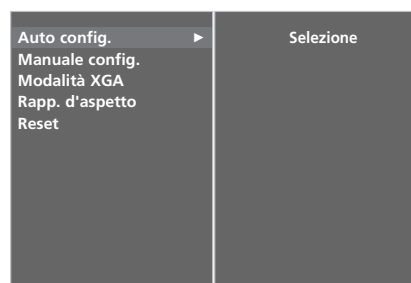 Auto config. ►
Selezione
Manuale config.
Modalità XGA
Rapp. d'aspetto
Reset